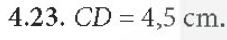 4.23. CD = 4,5 cm.